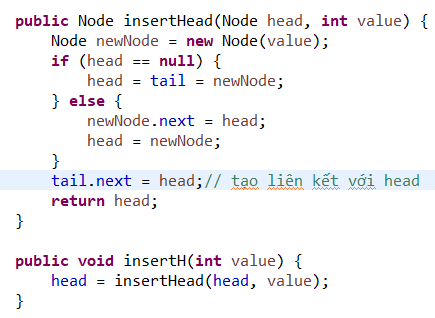 public Node insertHead(Node head, int value) {
    Node newNode = new Node(value);
    if (head == null) {
        head = tail = newNode;
    } else {
        newNode.next = head;
        head = newNode;
    }
    tail.next = head;// tạo liên kết với head
    return head;
}

public void insertH(int value) {
    head = insertHead(head, value);
}